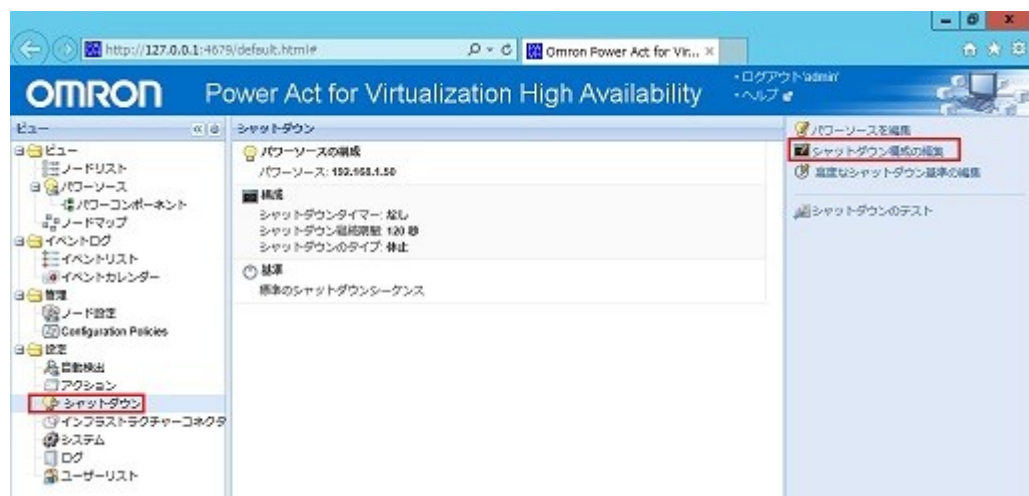 http://127.0.0.1:4679/default.html#
Omron Power Act for Vir...
OMRON
Power Act for Virtualization High Availability
・ログアウト'admin'
・ヘルプ
ビュー
ビュー
ノードリスト
パワーソース
パワーコンポーネント
ノードマップ
イベントログ
イベントリスト
イベントカレンダー
管理
ノード設定
Configuration Policies
設定
自動検出
アクション
シャットダウン
インフラストラクチャーコネクタ
システム
ログ
ユーザーリスト
シャットダウン
パワーソースの構成
パワーソース: 192.168.1.50
構成
シャットダウンタイマー: なし
シャットダウン継続期間: 120 秒
シャットダウンのタイプ: 休止
基準
標準のシャットダウンシーケンス
パワーソースを編集
シャットダウン構成の編集
高度なシャットダウン基準の編集
シャットダウンのテスト